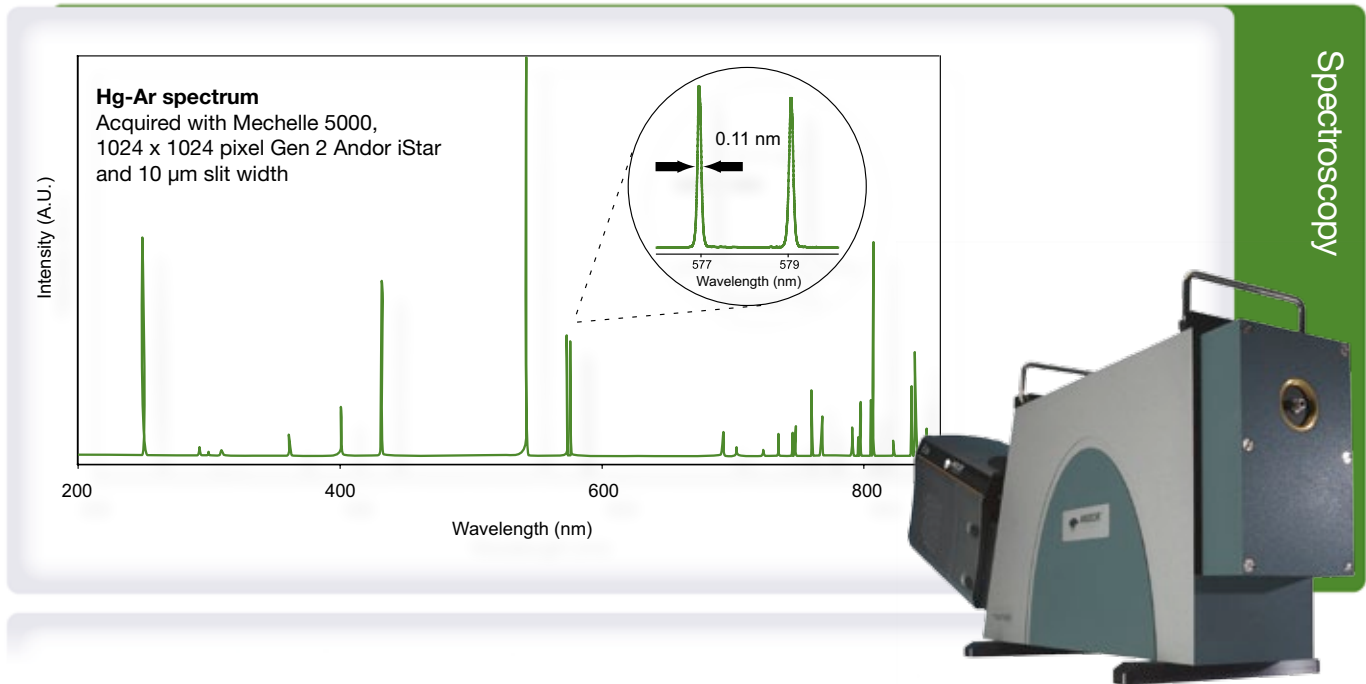 Spectroscopy
Hg-Ar spectrum
Acquired with Mechelle 5000,
1024 x 1024 pixel Gen 2 Andor iStar
and 10 µm slit width
0.11 nm
577
579
Wavelength (nm)
Intensity (A.U.)
200
400
600
800
Wavelength (nm)